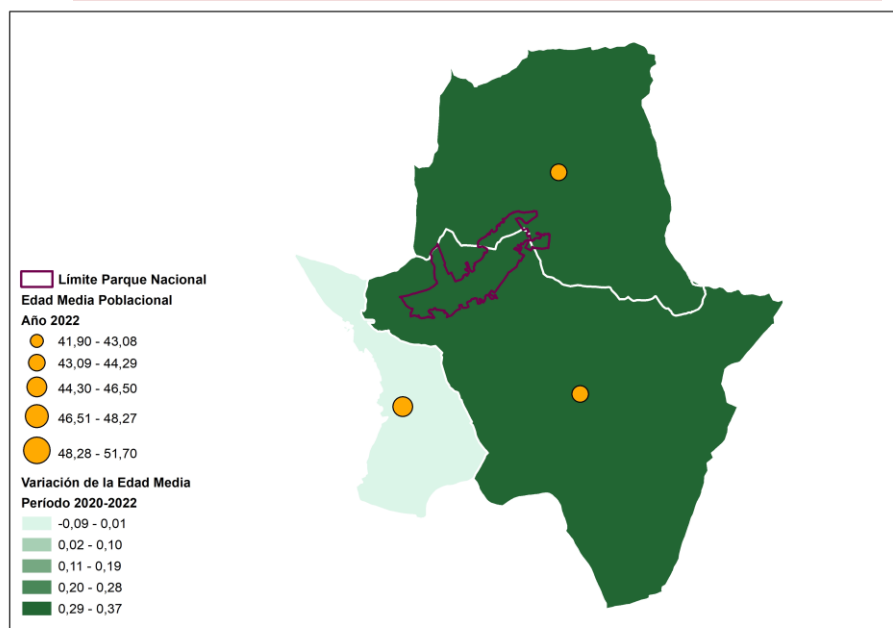 Límite Parque Nacional
Edad Media Poblacional
Año 2022
41,90 - 43,08
43,09 - 44,29
44,30 - 46,50
46,51 - 48,27
48,28 - 51,70
Variación de la Edad Media
Período 2020-2022
-0,09 - 0,01
0,02 - 0,10
0,11 - 0,19
0,20 - 0,28
0,29 - 0,37